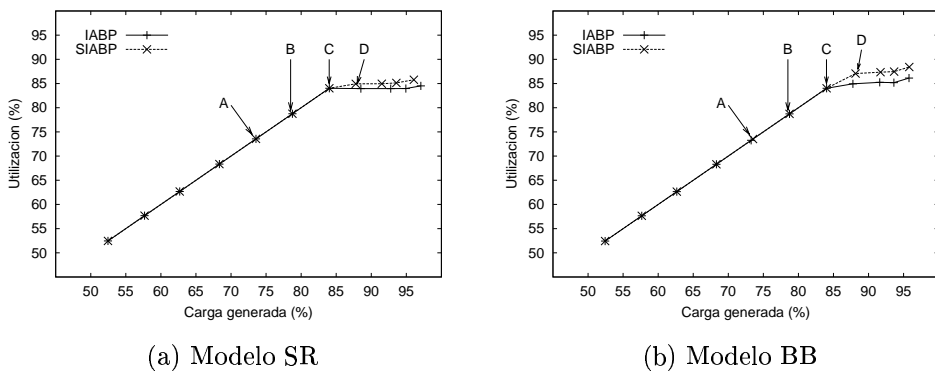 IABP
SIABP
A
B
C
D
Utilizacion (%)
95
90
85
80
75
70
65
60
55
50
50 55 60 65 70 75 80 85 90 95
Carga generada (%)
(a) Modelo SR
IABP
SIABP
A
B
C
D
Utilizacion (%)
95
90
85
80
75
70
65
60
55
50
50 55 60 65 70 75 80 85 90 95
Carga generada (%)
(b) Modelo BB